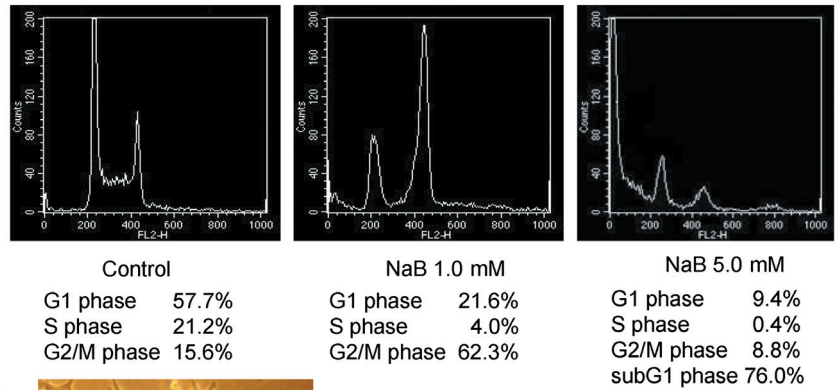 200 200 200
160 160 160
120 120 120
Counts Counts Counts
80 80 80
40 40 40
0 0 0
0 200 400 600 800 1000 0 200 400 600 800 1000 0 200 400 600 800 1000
FL2-H FL2-H FL2-H
Control NaB 1.0 mM NaB 5.0 mM
G1 phase 57.7% G1 phase 21.6% G1 phase 9.4%
S phase 21.2% S phase 4.0% S phase 0.4%
G2/M phase 15.6% G2/M phase 62.3% G2/M phase 8.8%
subG1 phase 76.0%